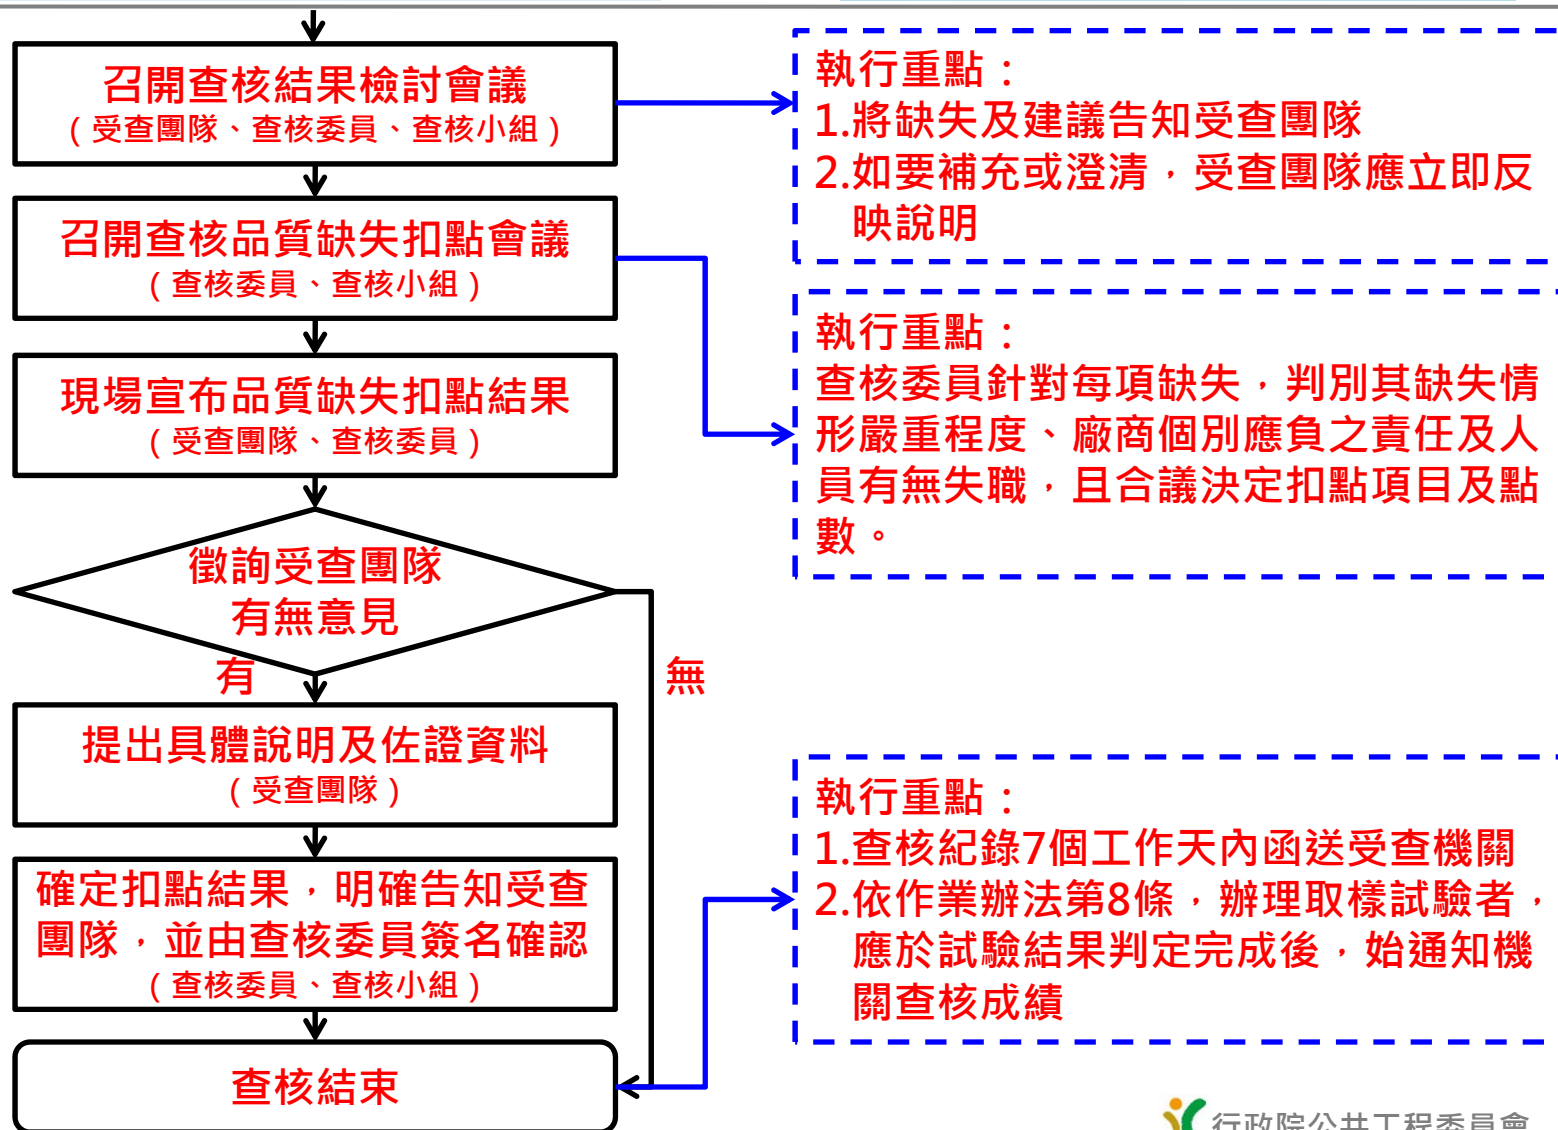 召開查核結果檢討會議
（受查團隊、查核委員、查核小組）
召開查核品質缺失扣點會議
（查核委員、查核小組）
現場宣布品質缺失扣點結果
（受查團隊、查核委員）
徵詢受查團隊
有無意見
有
無
提出具體說明及佐證資料
（受查團隊）
確定扣點結果，明確告知受查
團隊，並由查核委員簽名確認
（查核委員、查核小組）
查核結束
執行重點：
1.將缺失及建議告知受查團隊
2.如要補充或澄清，受查團隊應立即反
映說明
執行重點：
查核委員針對每項缺失，判別其缺失情
形嚴重程度、廠商個別應負之責任及人
員有無失職，且合議決定扣點項目及點
數。
執行重點：
1.查核紀錄7個工作天內函送受查機關
2.依作業辦法第8條，辦理取樣試驗者，
應於試驗結果判定完成後，始通知機
關查核成績
行政院公共工程委員會